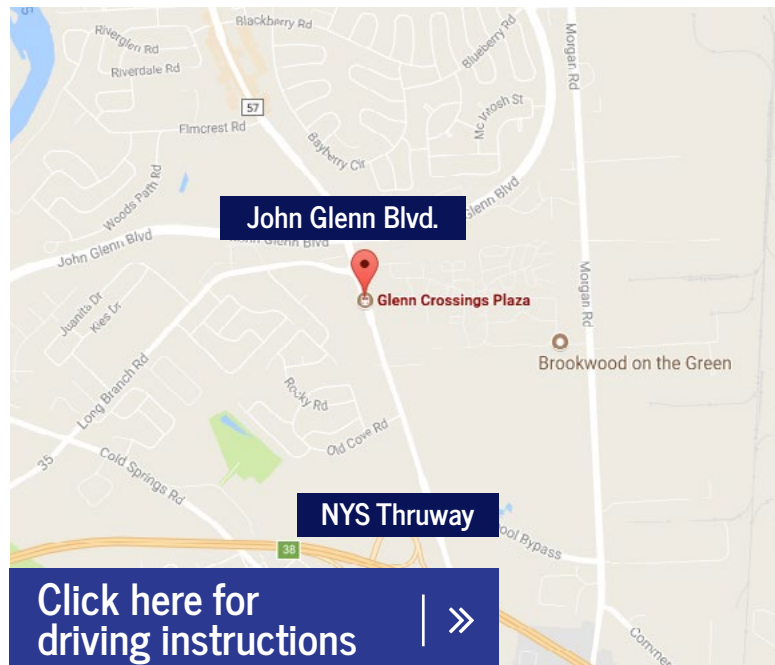 Blackberry Rd
Riverglen Rd
Riverdale Rd
Blueberry Rd
Morgan Rd
57
Elmcrest Rd
Mc Intosh St
Bayberry Cir
Woods Path Rd
John Glenn Blvd.
Glenn Blvd
John Glenn Blvd
Glenn Blvd
Glenn Crossings Plaza
Morgan Rd
Juanita Dr
Kies Dr
Brookwood on the Green
Long Branch Rd
Rocky Rd
Old Cove Rd
35
Cold Springs Rd
NYS Thruway
Bypass
38
Click here for
driving instructions